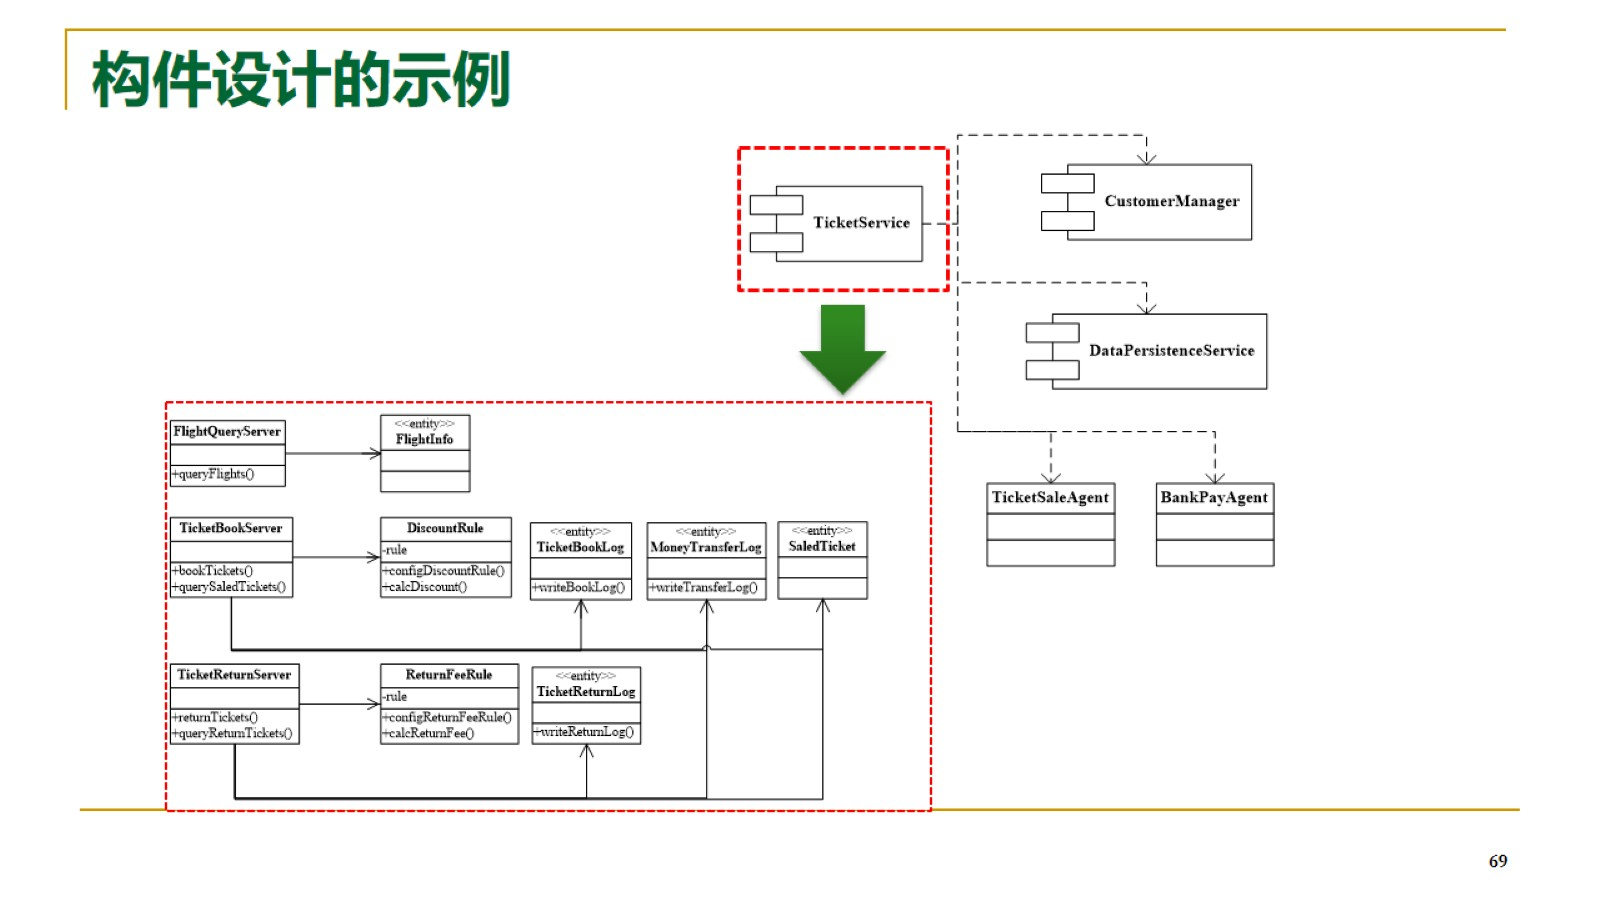 构件设计的示例
TicketService
CustomerManager
DataPersistenceService
TicketSaleAgent
BankPayAgent
FlightQueryServer
+queryFlights()
<<entity>>
FlightInfo
TicketBookServer
+bookTickets()
+querySaledTickets()
DiscountRule
-rule
+configDiscountRule()
+calcDiscount()
<<entity>>
TicketBookLog
+writeBookLog()
<<entity>>
MoneyTransferLog
+writeTransferLog()
<<entity>>
SaledTicket
TicketReturnServer
+returnTickets()
+queryReturnTickets()
ReturnFeeRule
-rule
+configReturnFeeRule()
+calcReturnFee()
<<entity>>
TicketReturnLog
+writeReturnLog()
69